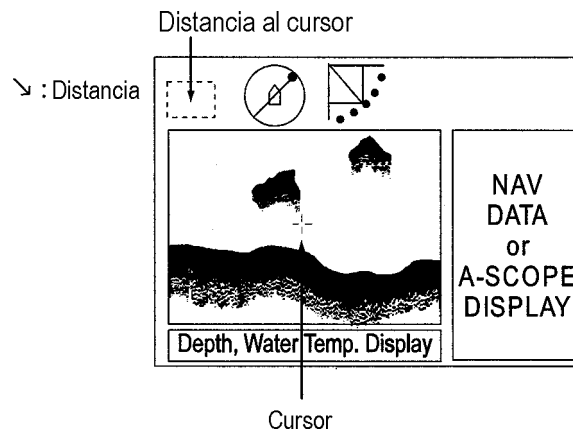 Distancia al cursor
↘ : Distancia
NAV
DATA
or
A-SCOPE
DISPLAY
Depth, Water Temp. Display
Cursor